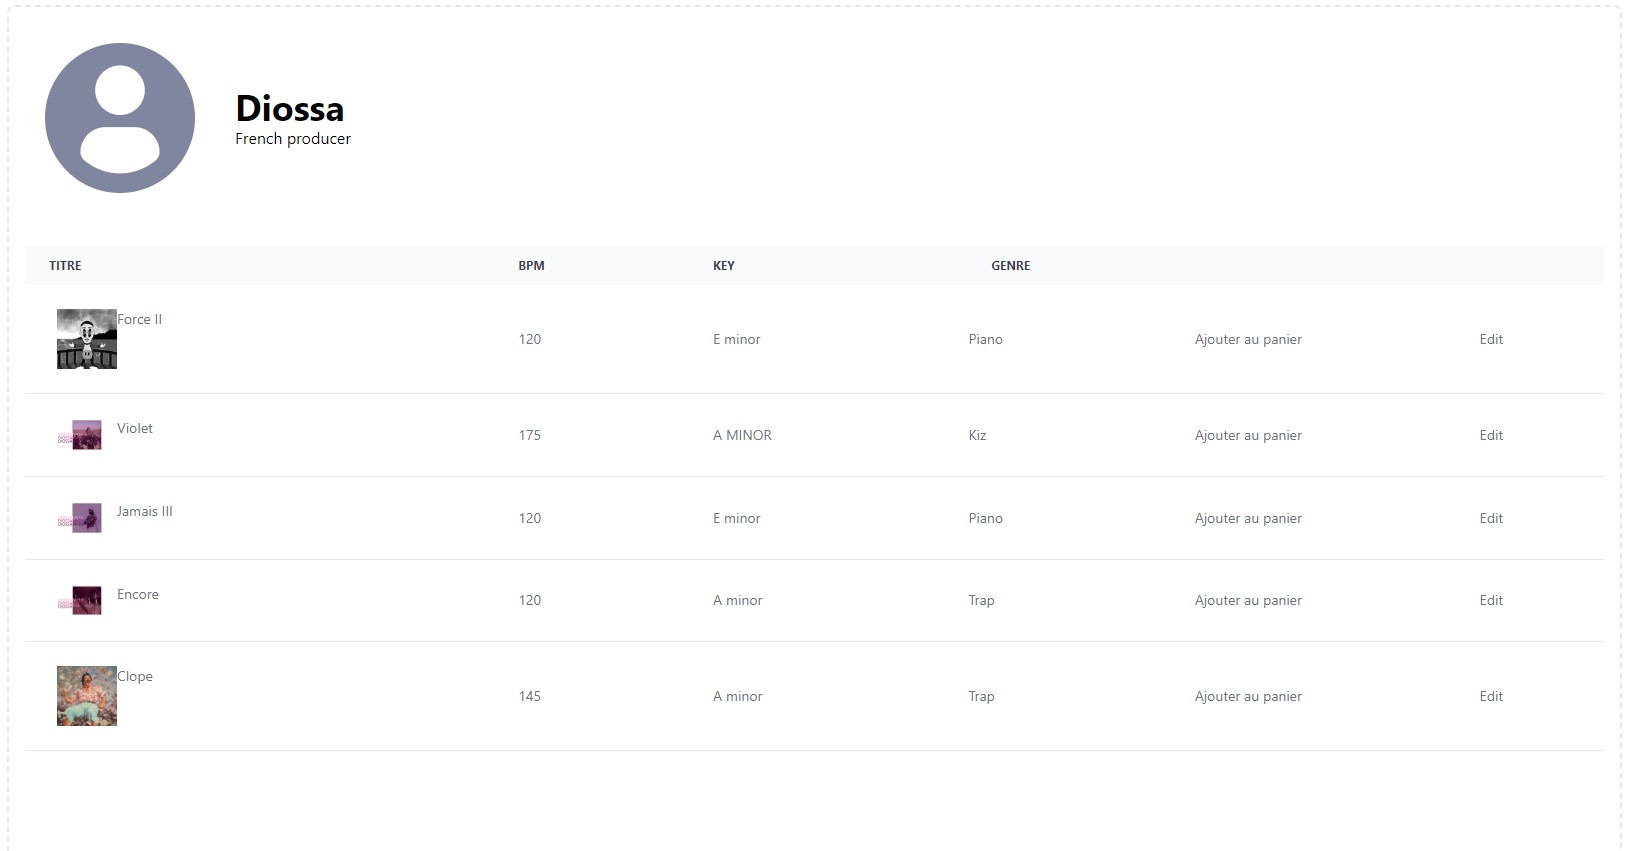 Diossa
French producer
TITRE BPM KEY GENRE
Force II 120 E minor Piano Ajouter au panier Edit
Violet 175 A MINOR Kiz Ajouter au panier Edit
Jamais III 120 E minor Piano Ajouter au panier Edit
Encore 120 A minor Trap Ajouter au panier Edit
Clope 145 A minor Trap Ajouter au panier Edit